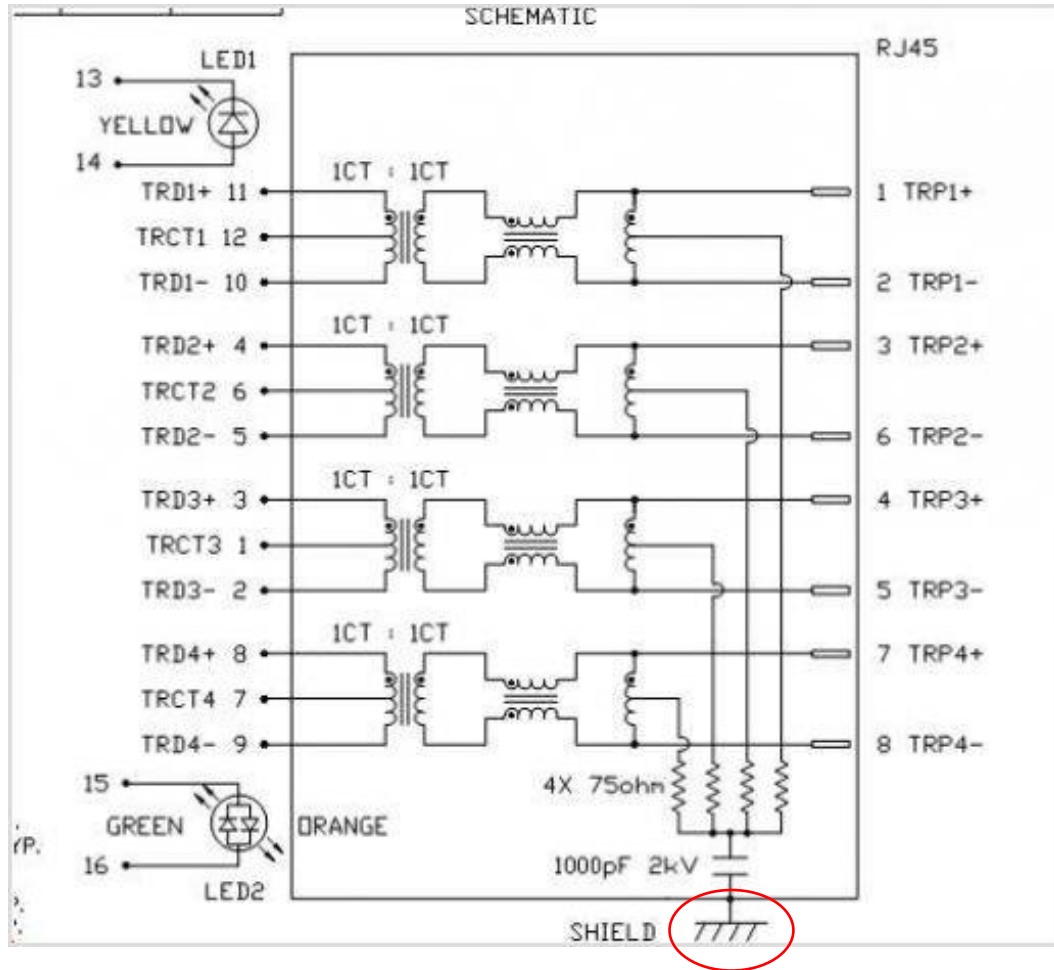 SCHEMATIC
RJ45
LED1
13
YELLOW
14
1CT : 1CT
TRD1+ 11
1 TRP1+
TRCT1 12
TRD1- 10
2 TRP1-
1CT : 1CT
TRD2+ 4
3 TRP2+
TRCT2 6
TRD2- 5
6 TRP2-
1CT : 1CT
TRD3+ 3
4 TRP3+
TRCT3 1
TRD3- 2
5 TRP3-
1CT : 1CT
TRD4+ 8
7 TRP4+
TRCT4 7
TRD4- 9
8 TRP4-
15
4X 75ohm
GREEN
ORANGE
YP.
16
1000pF 2kV
LED2
SHIELD